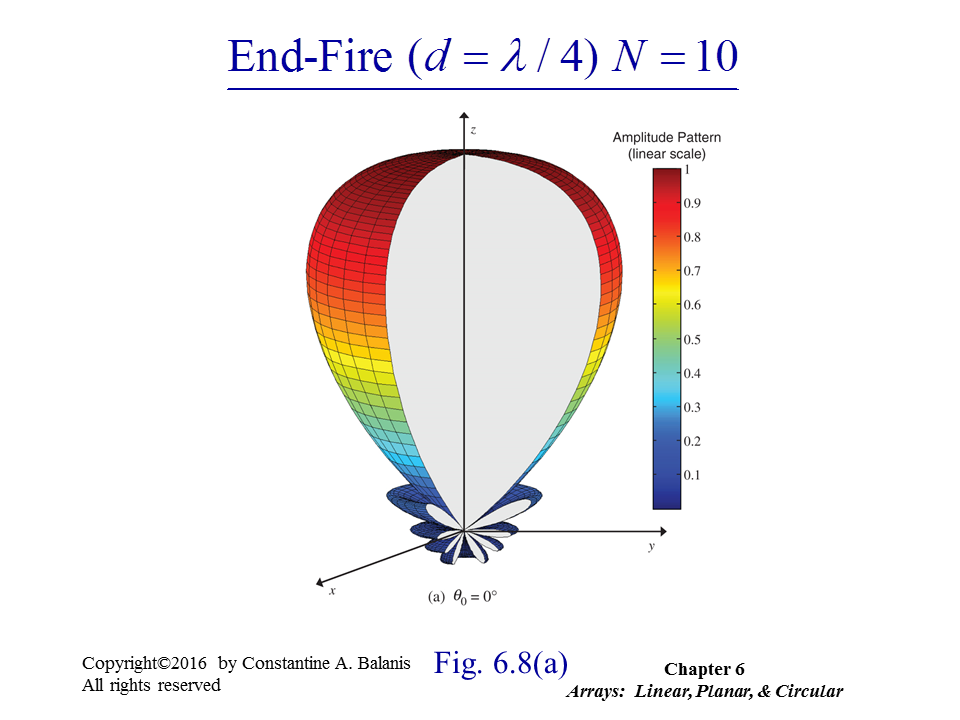 End-Fire (d = λ / 4) N = 10
z
Amplitude Pattern
(linear scale)
1
0.9
0.8
0.7
0.6
0.5
0.4
0.3
0.2
0.1
y
x
(a) θ₀ = 0°
Copyright©2016 by Constantine A. Balanis
All rights reserved
Fig. 6.8(a)
Chapter 6
Arrays: Linear, Planar, & Circular